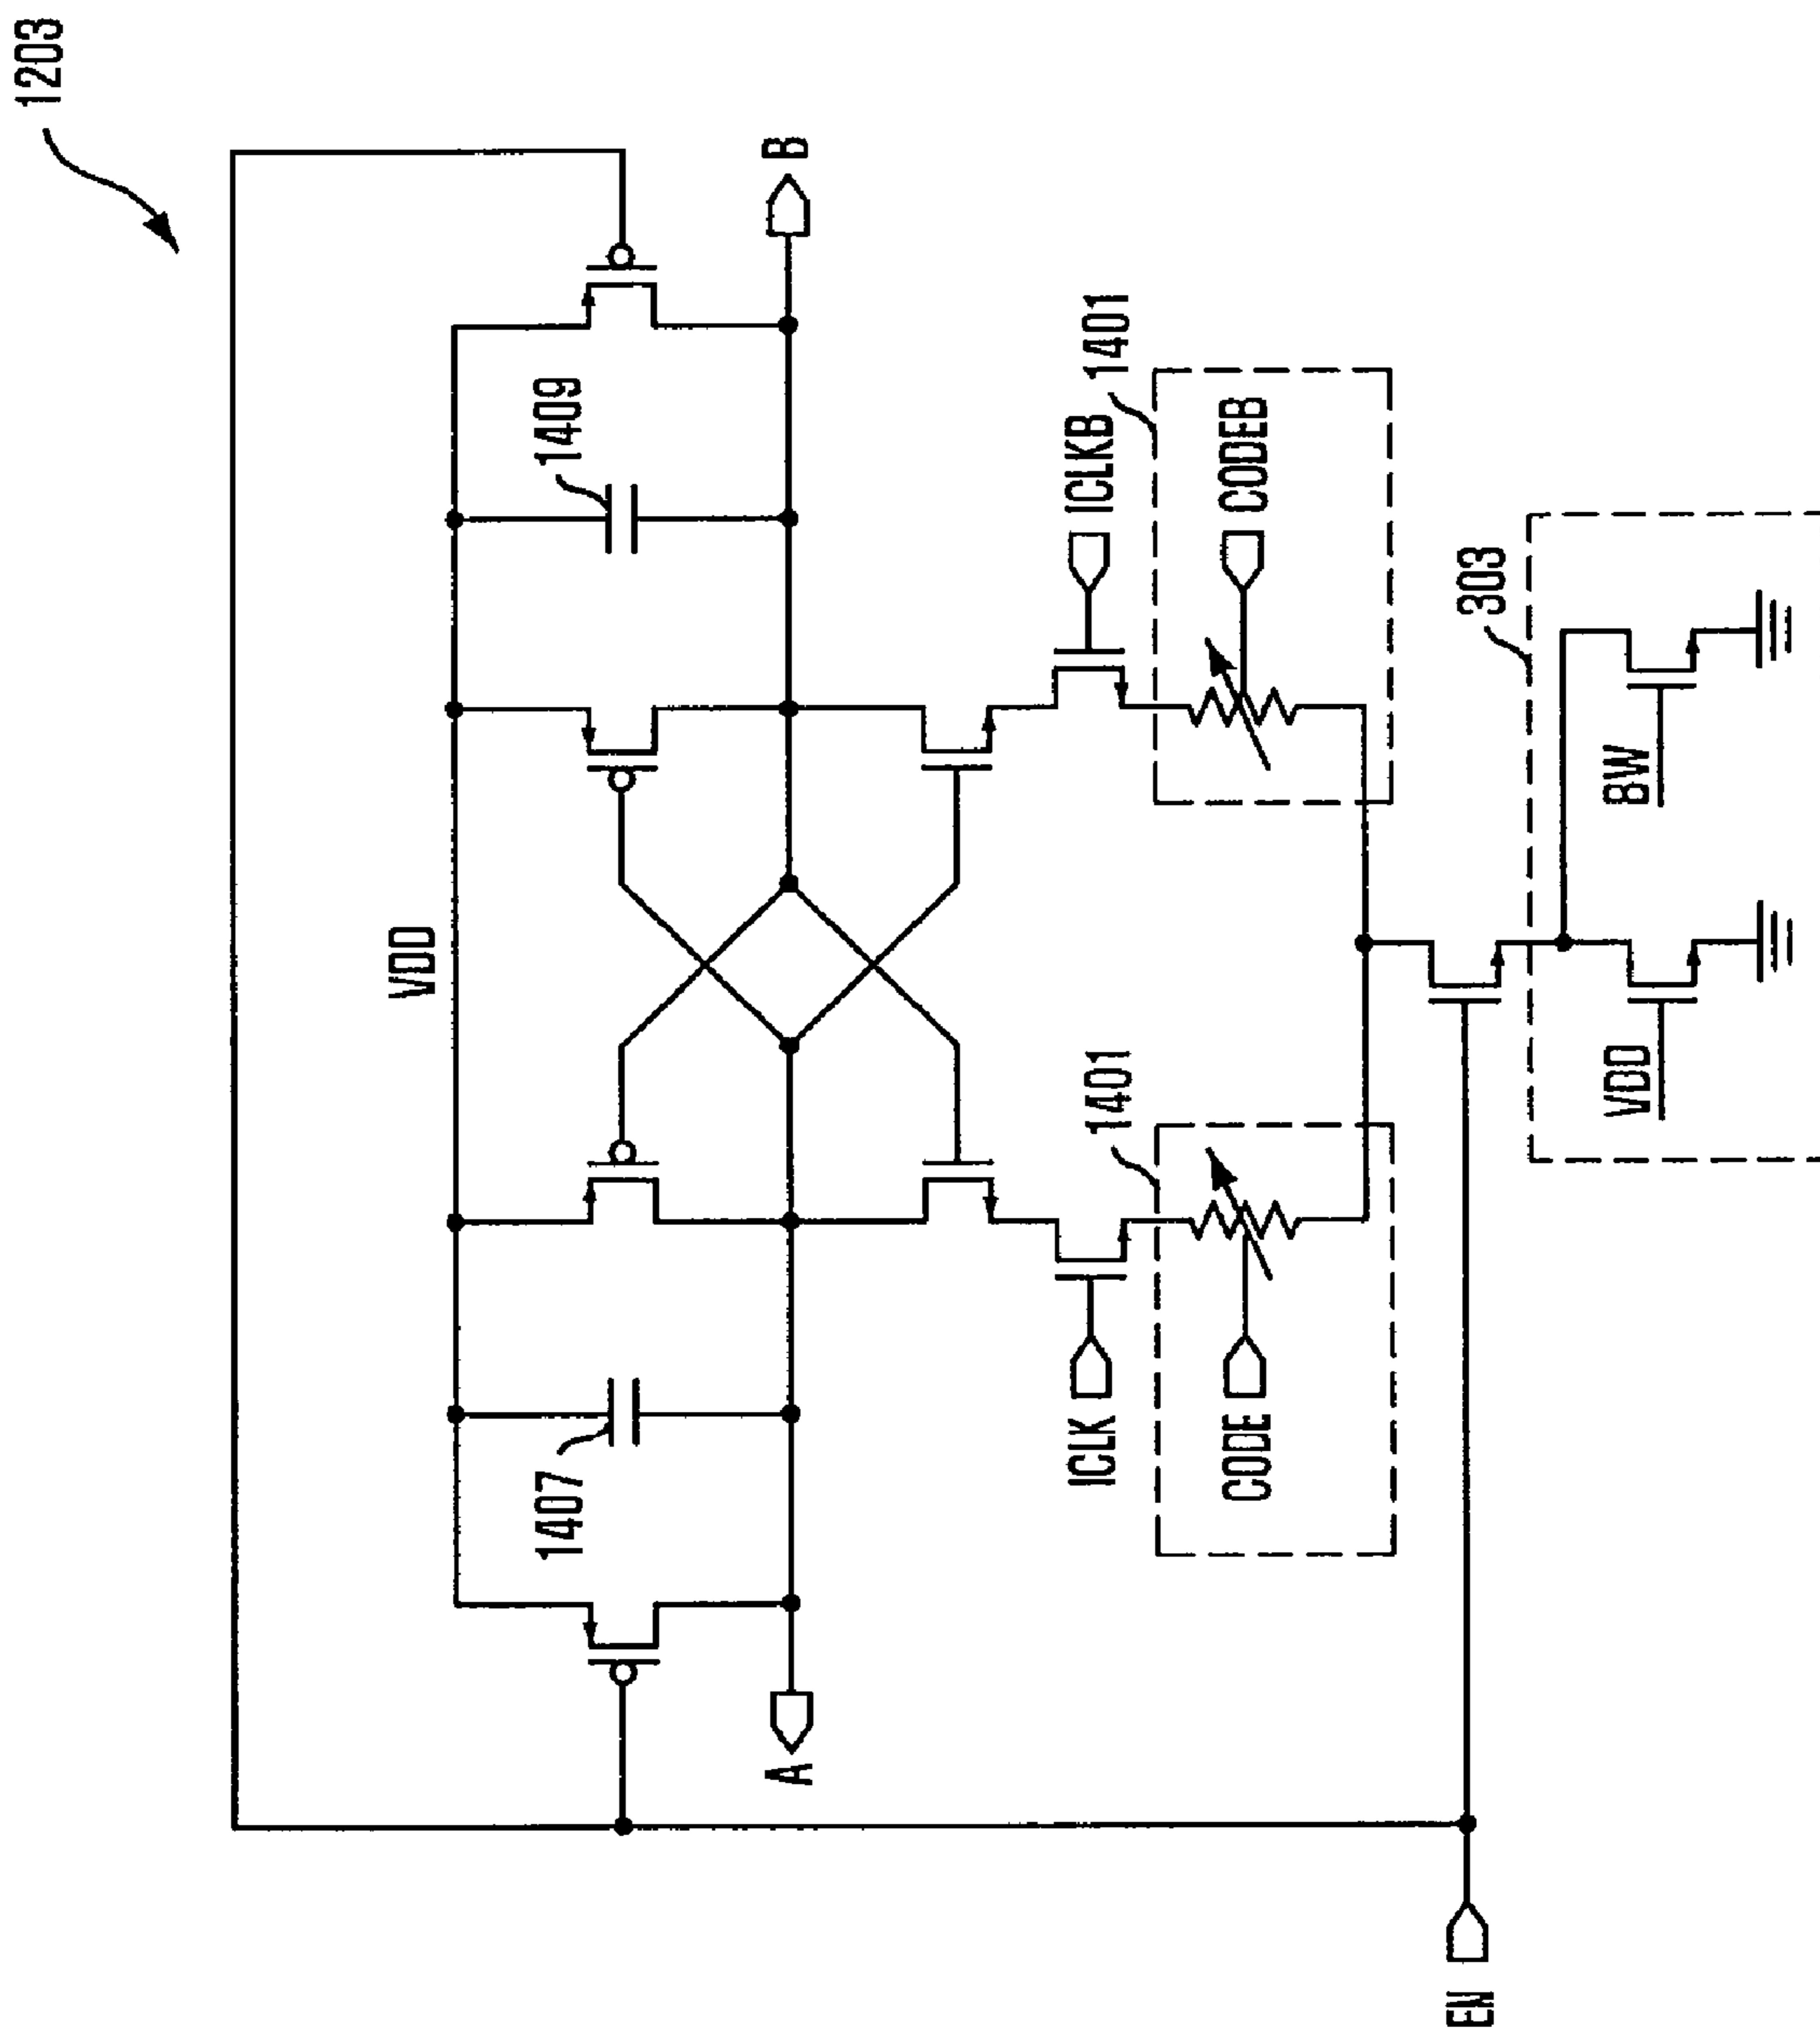 1203
VDD
1407
1409
A
B
ICLK
ICLKB
1401
1401
CODE
CODEB
EN
303
VDD
BW